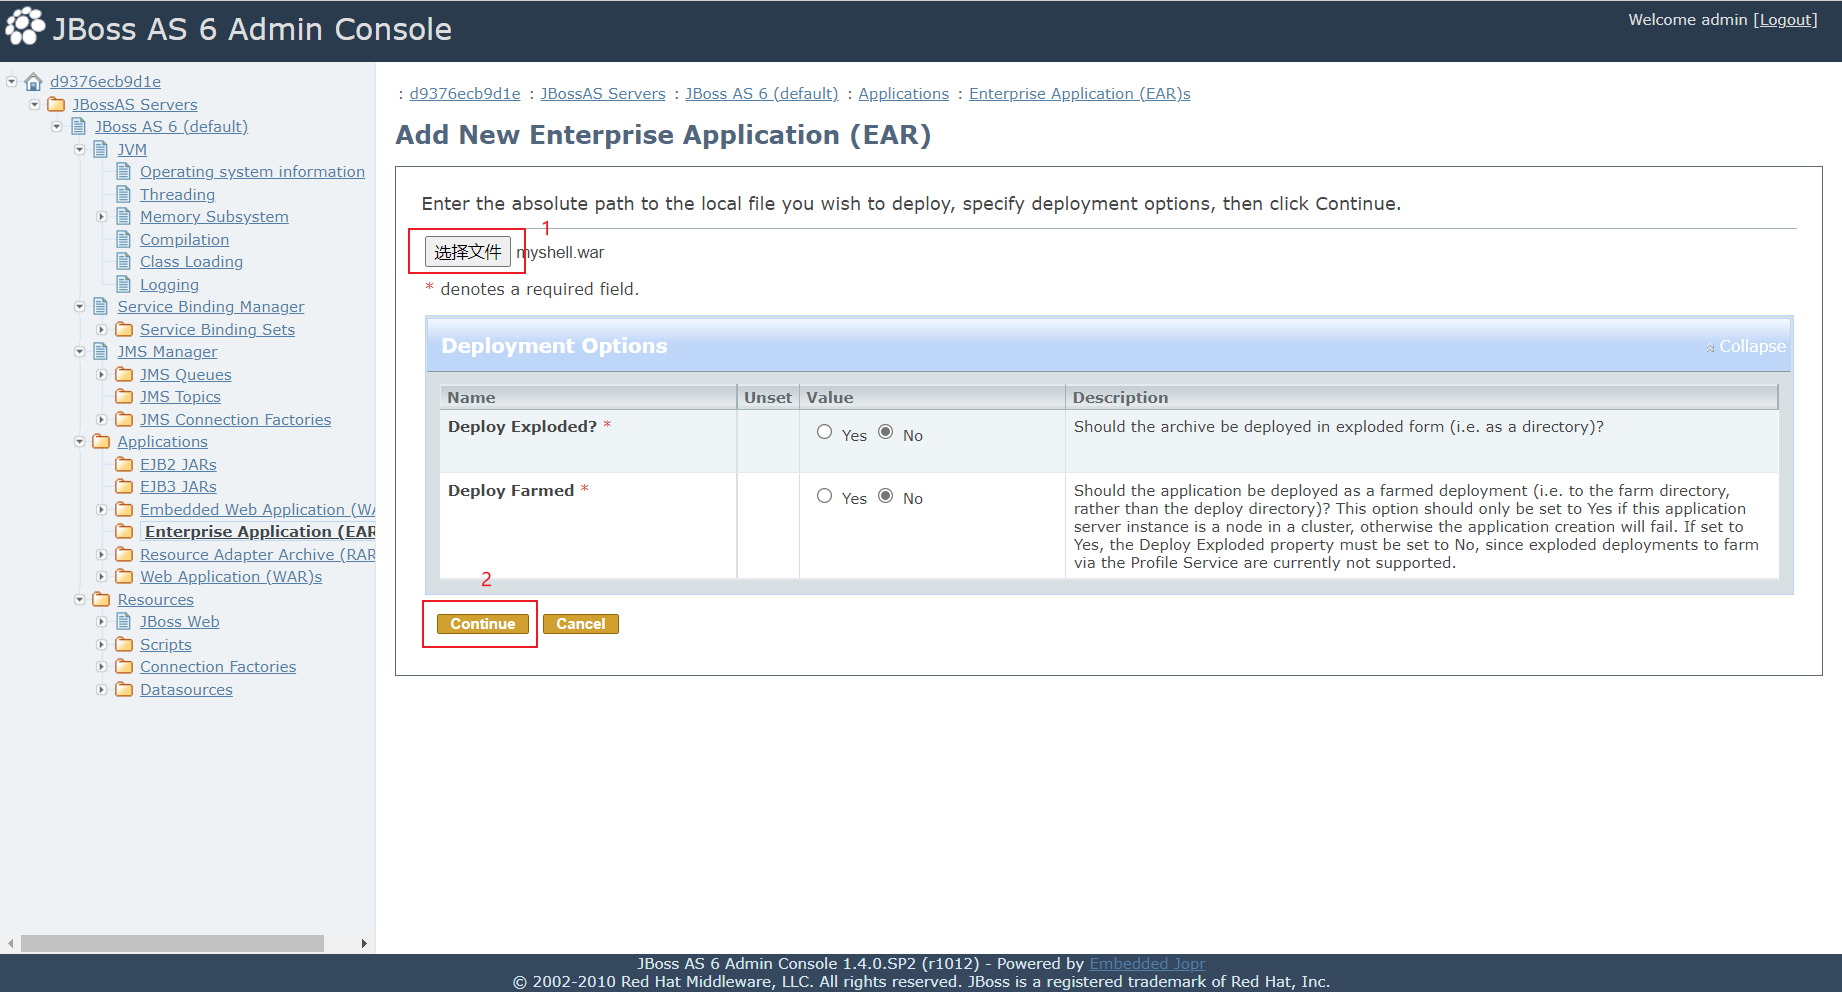 JBoss AS 6 Admin Console
Welcome admin [Logout]
d9376ecb9d1e
JBossAS Servers
JBoss AS 6 (default)
JVM
Operating system information
Threading
Memory Subsystem
Compilation
Class Loading
Logging
Service Binding Manager
Service Binding Sets
JMS Manager
JMS Queues
JMS Topics
JMS Connection Factories
Applications
EJB2 JARs
EJB3 JARs
Embedded Web Application (WA
Enterprise Application (EAR
Resource Adapter Archive (RAR
Web Application (WAR)s
Resources
JBoss Web
Scripts
Connection Factories
Datasources
: d9376ecb9d1e : JBossAS Servers : JBoss AS 6 (default) : Applications : Enterprise Application (EAR)s
Add New Enterprise Application (EAR)
Enter the absolute path to the local file you wish to deploy, specify deployment options, then click Continue.
1
选择文件 myshell.war
* denotes a required field.
Deployment Options
Collapse
Name Unset Value Description
Deploy Exploded? * Yes No Should the archive be deployed in exploded form (i.e. as a directory)?
Deploy Farmed * Yes No Should the application be deployed as a farmed deployment (i.e. to the farm directory,
rather than the deploy directory)? This option should only be set to Yes if this application
server instance is a node in a cluster, otherwise the application creation will fail. If set to
Yes, the Deploy Exploded property must be set to No, since exploded deployments to farm
via the Profile Service are currently not supported.
2
Continue Cancel
JBoss AS 6 Admin Console 1.4.0.SP2 (r1012) - Powered by Embedded Jopr
© 2002-2010 Red Hat Middleware, LLC. All rights reserved. JBoss is a registered trademark of Red Hat, Inc.